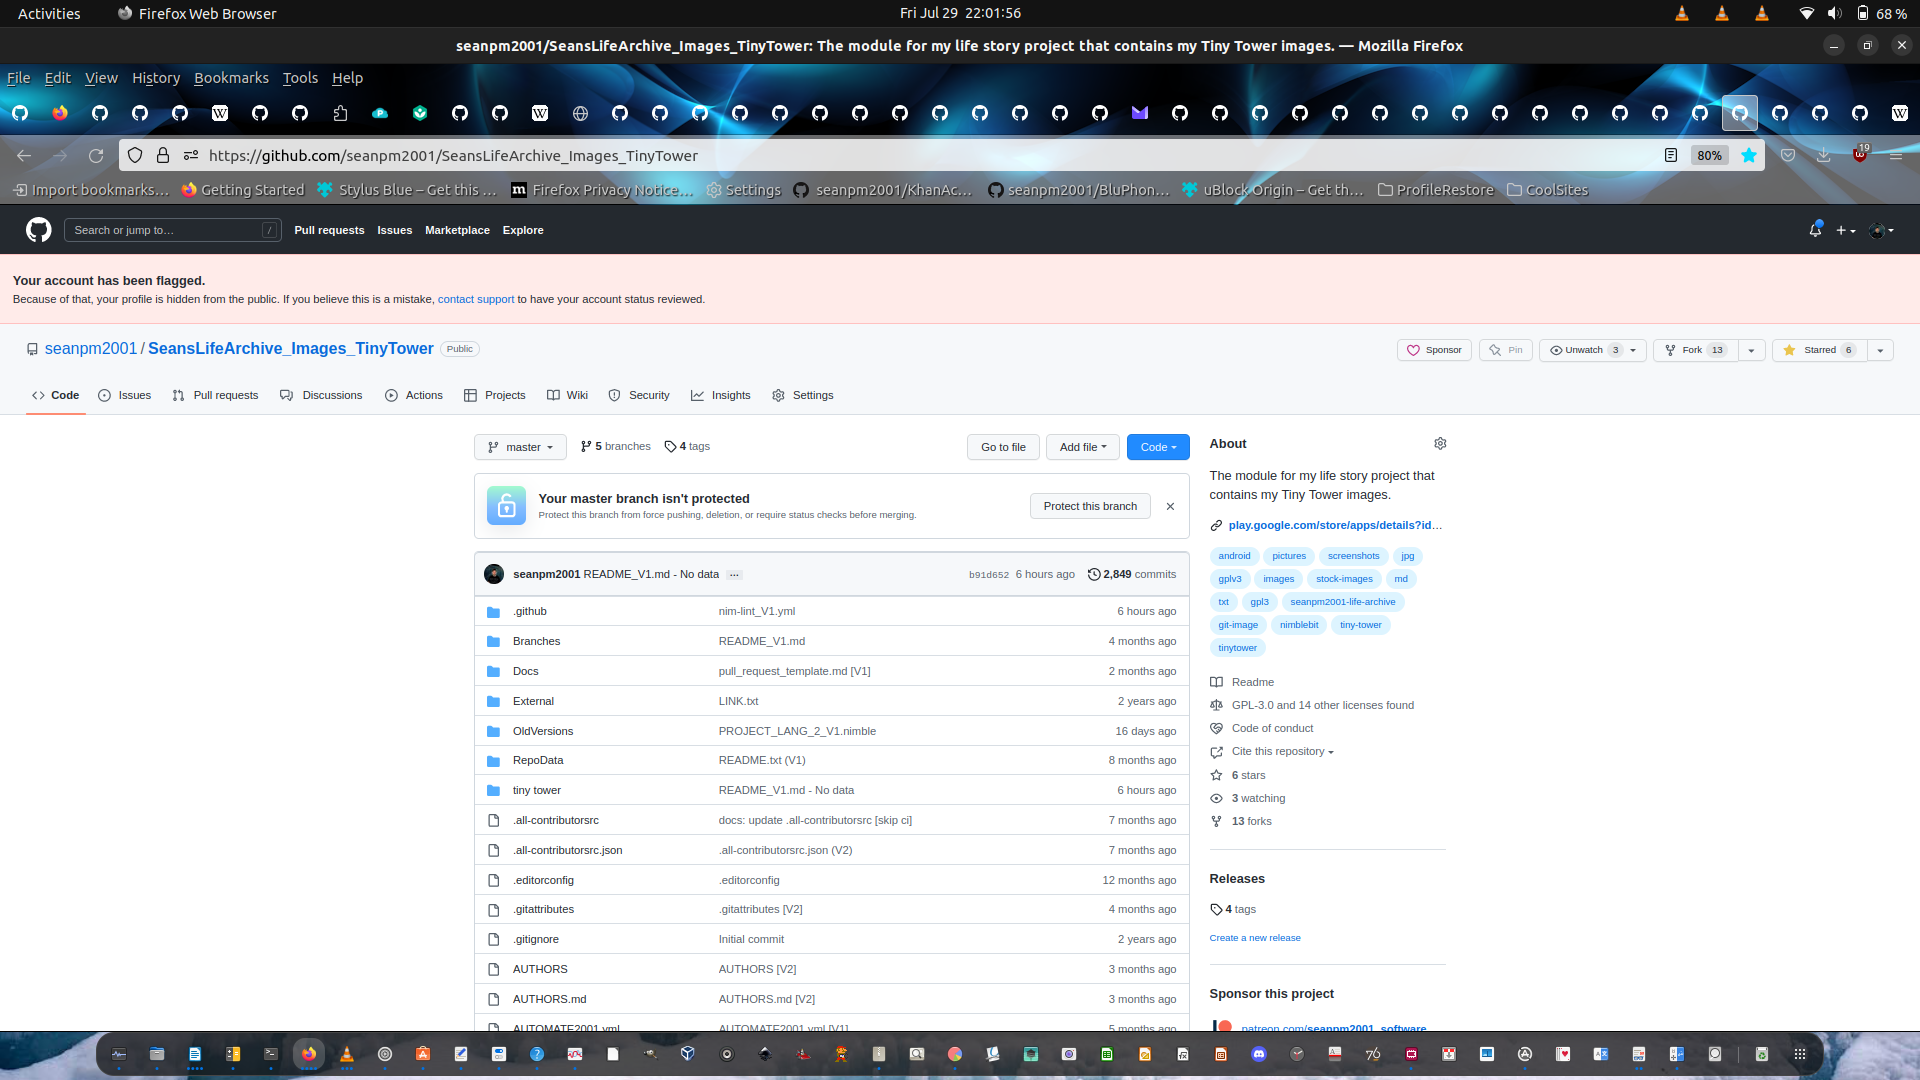 Activities
Firefox Web Browser
Fri Jul 29 22:01:56
68 %
seanpm2001/SeansLifeArchive_Images_TinyTower: The module for my life story project that contains my Tiny Tower images. — Mozilla Firefox
File Edit View History Bookmarks Tools Help
https://github.com/seanpm2001/SeansLifeArchive_Images_TinyTower
80%
19
Import bookmarks…
Getting Started
Stylus Blue – Get this …
Firefox Privacy Notice…
Settings
seanpm2001/KhanAc…
seanpm2001/BluPhon…
uBlock Origin – Get th…
ProfileRestore
CoolSites
Search or jump to…
/
Pull requests
Issues
Marketplace
Explore
Your account has been flagged.
Because of that, your profile is hidden from the public. If you believe this is a mistake, contact support to have your account status reviewed.
seanpm2001 / SeansLifeArchive_Images_TinyTower
Public
Sponsor
Pin
Unwatch 3
Fork 13
Starred 6
Code
Issues
Pull requests
Discussions
Actions
Projects
Wiki
Security
Insights
Settings
master
5 branches
4 tags
Go to file
Add file
Code
Your master branch isn't protected
Protect this branch from force pushing, deletion, or require status checks before merging.
Protect this branch
seanpm2001 README_V1.md - No data …
b91d652 6 hours ago
2,849 commits
.github nim-lint_V1.yml 6 hours ago
Branches README_V1.md 4 months ago
Docs pull_request_template.md [V1] 2 months ago
External LINK.txt 2 years ago
OldVersions PROJECT_LANG_2_V1.nimble 16 days ago
RepoData README.txt (V1) 8 months ago
tiny tower README_V1.md - No data 6 hours ago
.all-contributorsrc docs: update .all-contributorsrc [skip ci] 7 months ago
.all-contributorsrc.json .all-contributorsrc.json (V2) 7 months ago
.editorconfig .editorconfig 12 months ago
.gitattributes .gitattributes [V2] 4 months ago
.gitignore Initial commit 2 years ago
AUTHORS AUTHORS [V2] 3 months ago
AUTHORS.md AUTHORS.md [V2] 3 months ago
AUTOMATE2001.yml AUTOMATE2001.yml [V1] 5 months ago
About
The module for my life story project that
contains my Tiny Tower images.
play.google.com/store/apps/details?id…
android pictures screenshots jpg
gplv3 images stock-images md
txt gpl3 seanpm2001-life-archive
git-image nimblebit tiny-tower
tinytower
Readme
GPL-3.0 and 14 other licenses found
Code of conduct
Cite this repository
6 stars
3 watching
13 forks
Releases
4 tags
Create a new release
Sponsor this project
patreon.com/seanpm2001_software